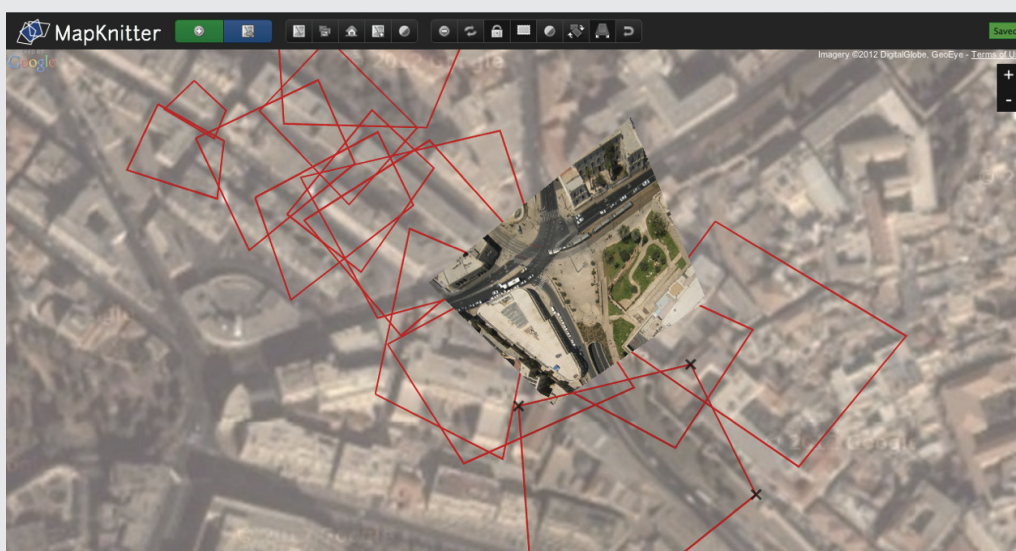 MapKnitter
Saved
Google
Imagery ©2012 DigitalGlobe, GeoEye - Terms of U
+
-